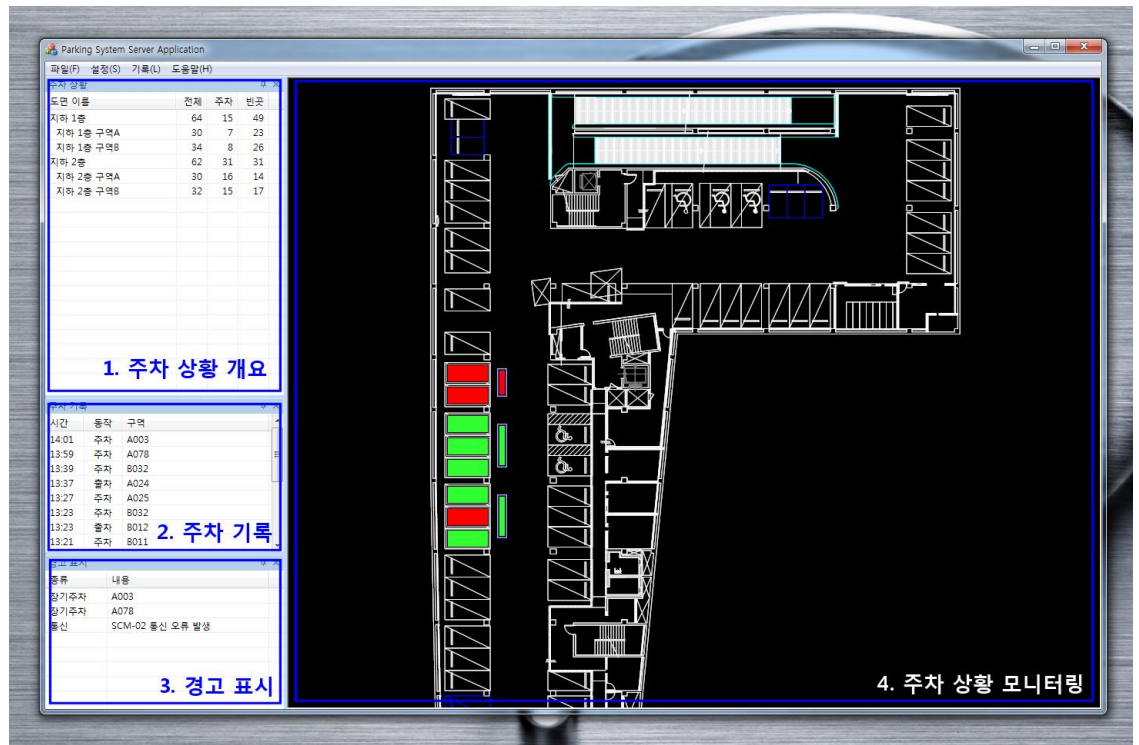 Parking System Server Application
파일(F) 설정(S) 기록(L) 도움말(H)
주차 상황
도면 이름 전체 주차 빈곳
지하 1층 64 15 49
지하 1층 구역A 30 7 23
지하 1층 구역B 34 8 26
지하 2층 62 31 31
지하 2층 구역A 30 16 14
지하 2층 구역B 32 15 17
1. 주차 상황 개요
주차 기록
시간 동작 구역
14:01 주차 A003
13:59 주차 A078
13:39 주차 B032
13:37 출차 A024
13:27 주차 A025
13:23 주차 B032
13:23 출차 B012
13:21 주차 B011
2. 주차 기록
경고 표시
종류 내용
장기주차 A003
장기주차 A078
통신 SCM-02 통신 오류 발생
3. 경고 표시
4. 주차 상황 모니터링